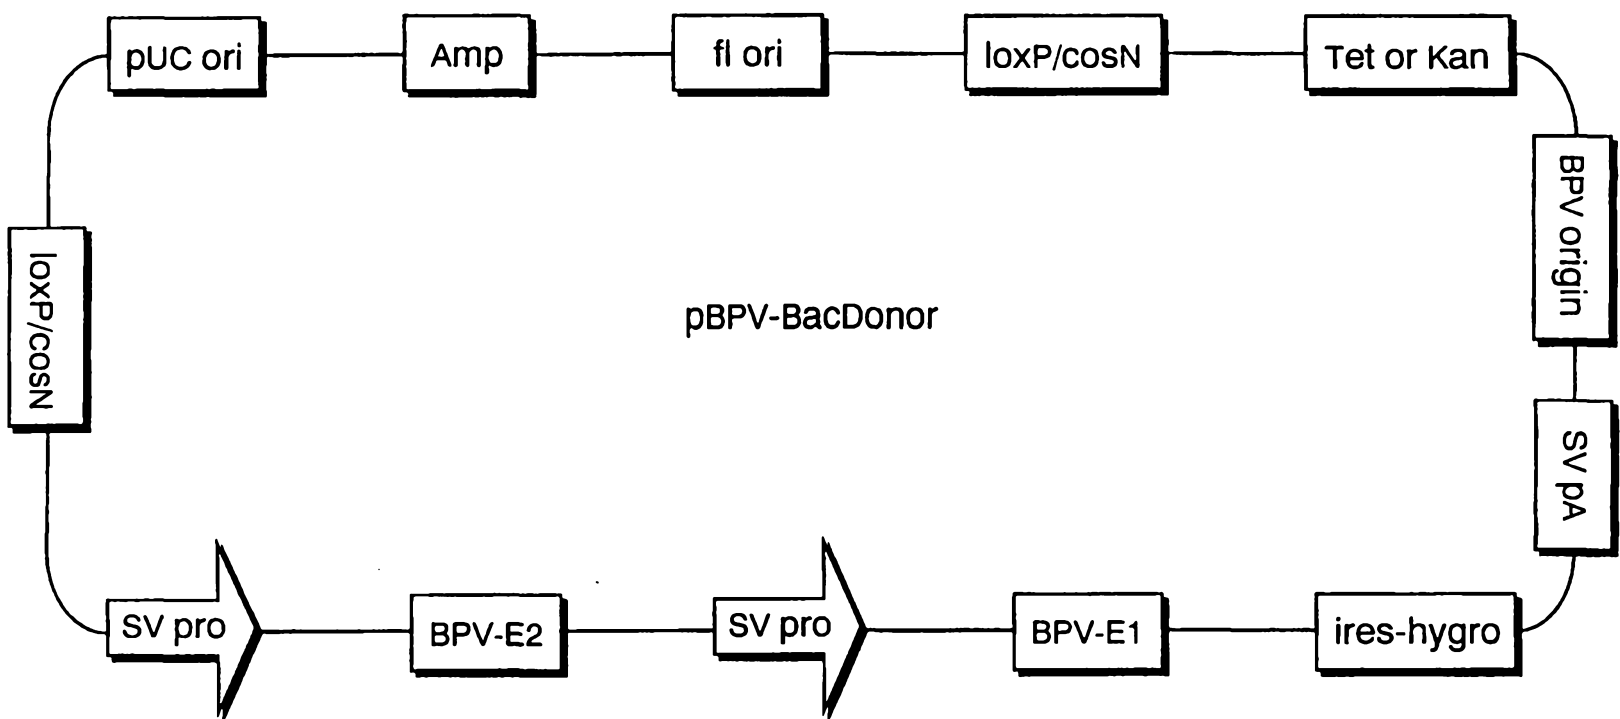 pUC ori
Amp
fl ori
loxP/cosN
Tet or Kan
BPV origin
loxP/cosN
pBPV-BacDonor
SV pA
SV pro
BPV-E2
SV pro
BPV-E1
ires-hygro